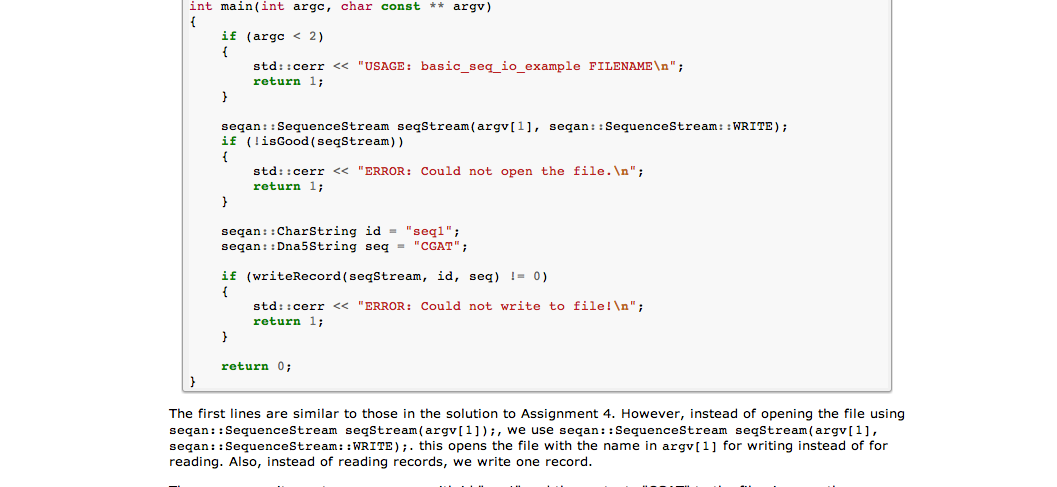 int main(int argc, char const ** argv)
{
if (argc < 2)
{
std::cerr << "USAGE: basic_seq_io_example FILENAME\n";
return 1;
}
seqan::SequenceStream seqStream(argv[1], seqan::SequenceStream::WRITE);
if (!isGood(seqStream))
{
std::cerr << "ERROR: Could not open the file.\n";
return 1;
}
seqan::CharString id = "seq1";
seqan::Dna5String seq = "CGAT";
if (writeRecord(seqStream, id, seq) != 0)
{
std::cerr << "ERROR: Could not write to file!\n";
return 1;
}
return 0;
}
The first lines are similar to those in the solution to Assignment 4. However, instead of opening the file using
seqan::SequenceStream seqStream(argv[1]);, we use seqan::SequenceStream seqStream(argv[1],
seqan::SequenceStream::WRITE);. this opens the file with the name in argv[1] for writing instead of for
reading. Also, instead of reading records, we write one record.